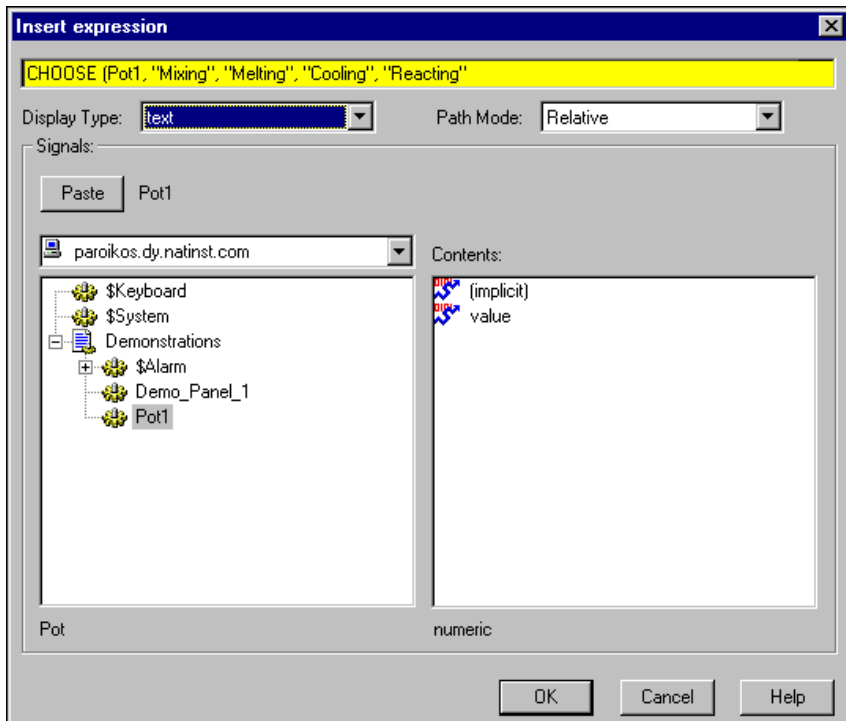 Insert expression
CHOOSE (Pot1, "Mixing", "Melting", "Cooling", "Reacting"
Display Type: text Path Mode: Relative
Signals:
Paste Pot1
paroikos.dy.natinst.com Contents:
$Keyboard (implicit)
$System value
Demonstrations
$Alarm
Demo_Panel_1
Pot1
Pot numeric
OK Cancel Help